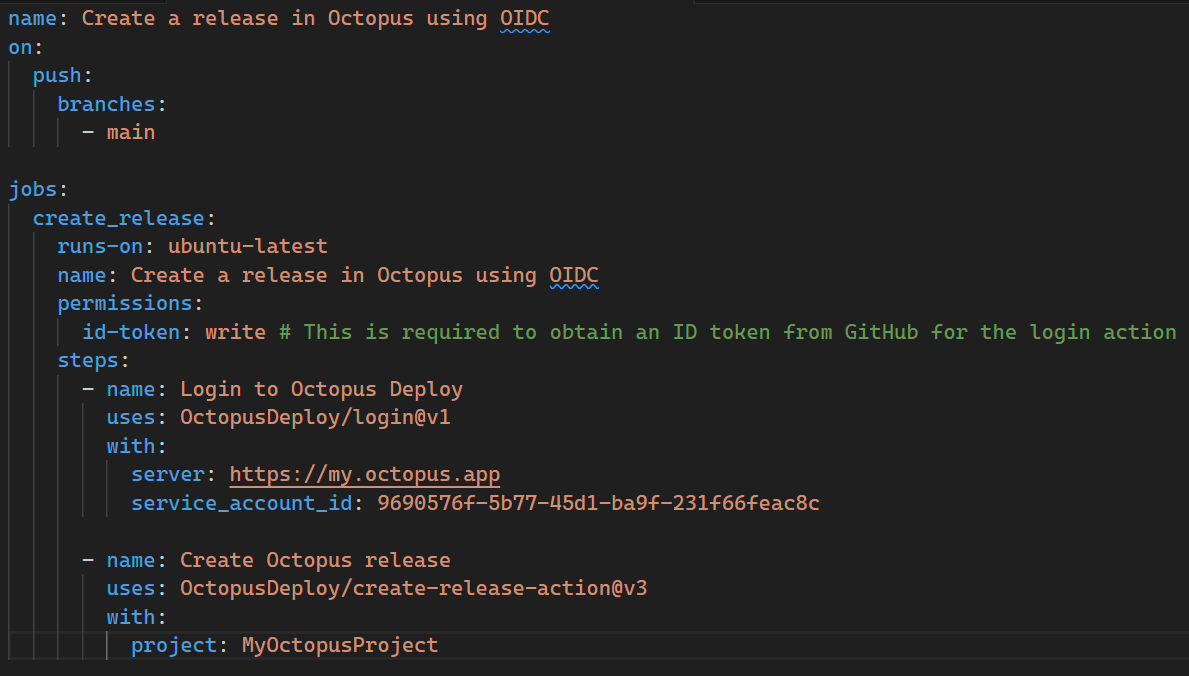 name: Create a release in Octopus using OIDC
on:
  push:
    branches:
      - main

jobs:
  create_release:
    runs-on: ubuntu-latest
    name: Create a release in Octopus using OIDC
    permissions:
      id-token: write # This is required to obtain an ID token from GitHub for the login action
    steps:
      - name: Login to Octopus Deploy
        uses: OctopusDeploy/login@v1
        with:
          server: https://my.octopus.app
          service_account_id: 9690576f-5b77-45d1-ba9f-231f66feac8c

      - name: Create Octopus release
        uses: OctopusDeploy/create-release-action@v3
        with:
          project: MyOctopusProject